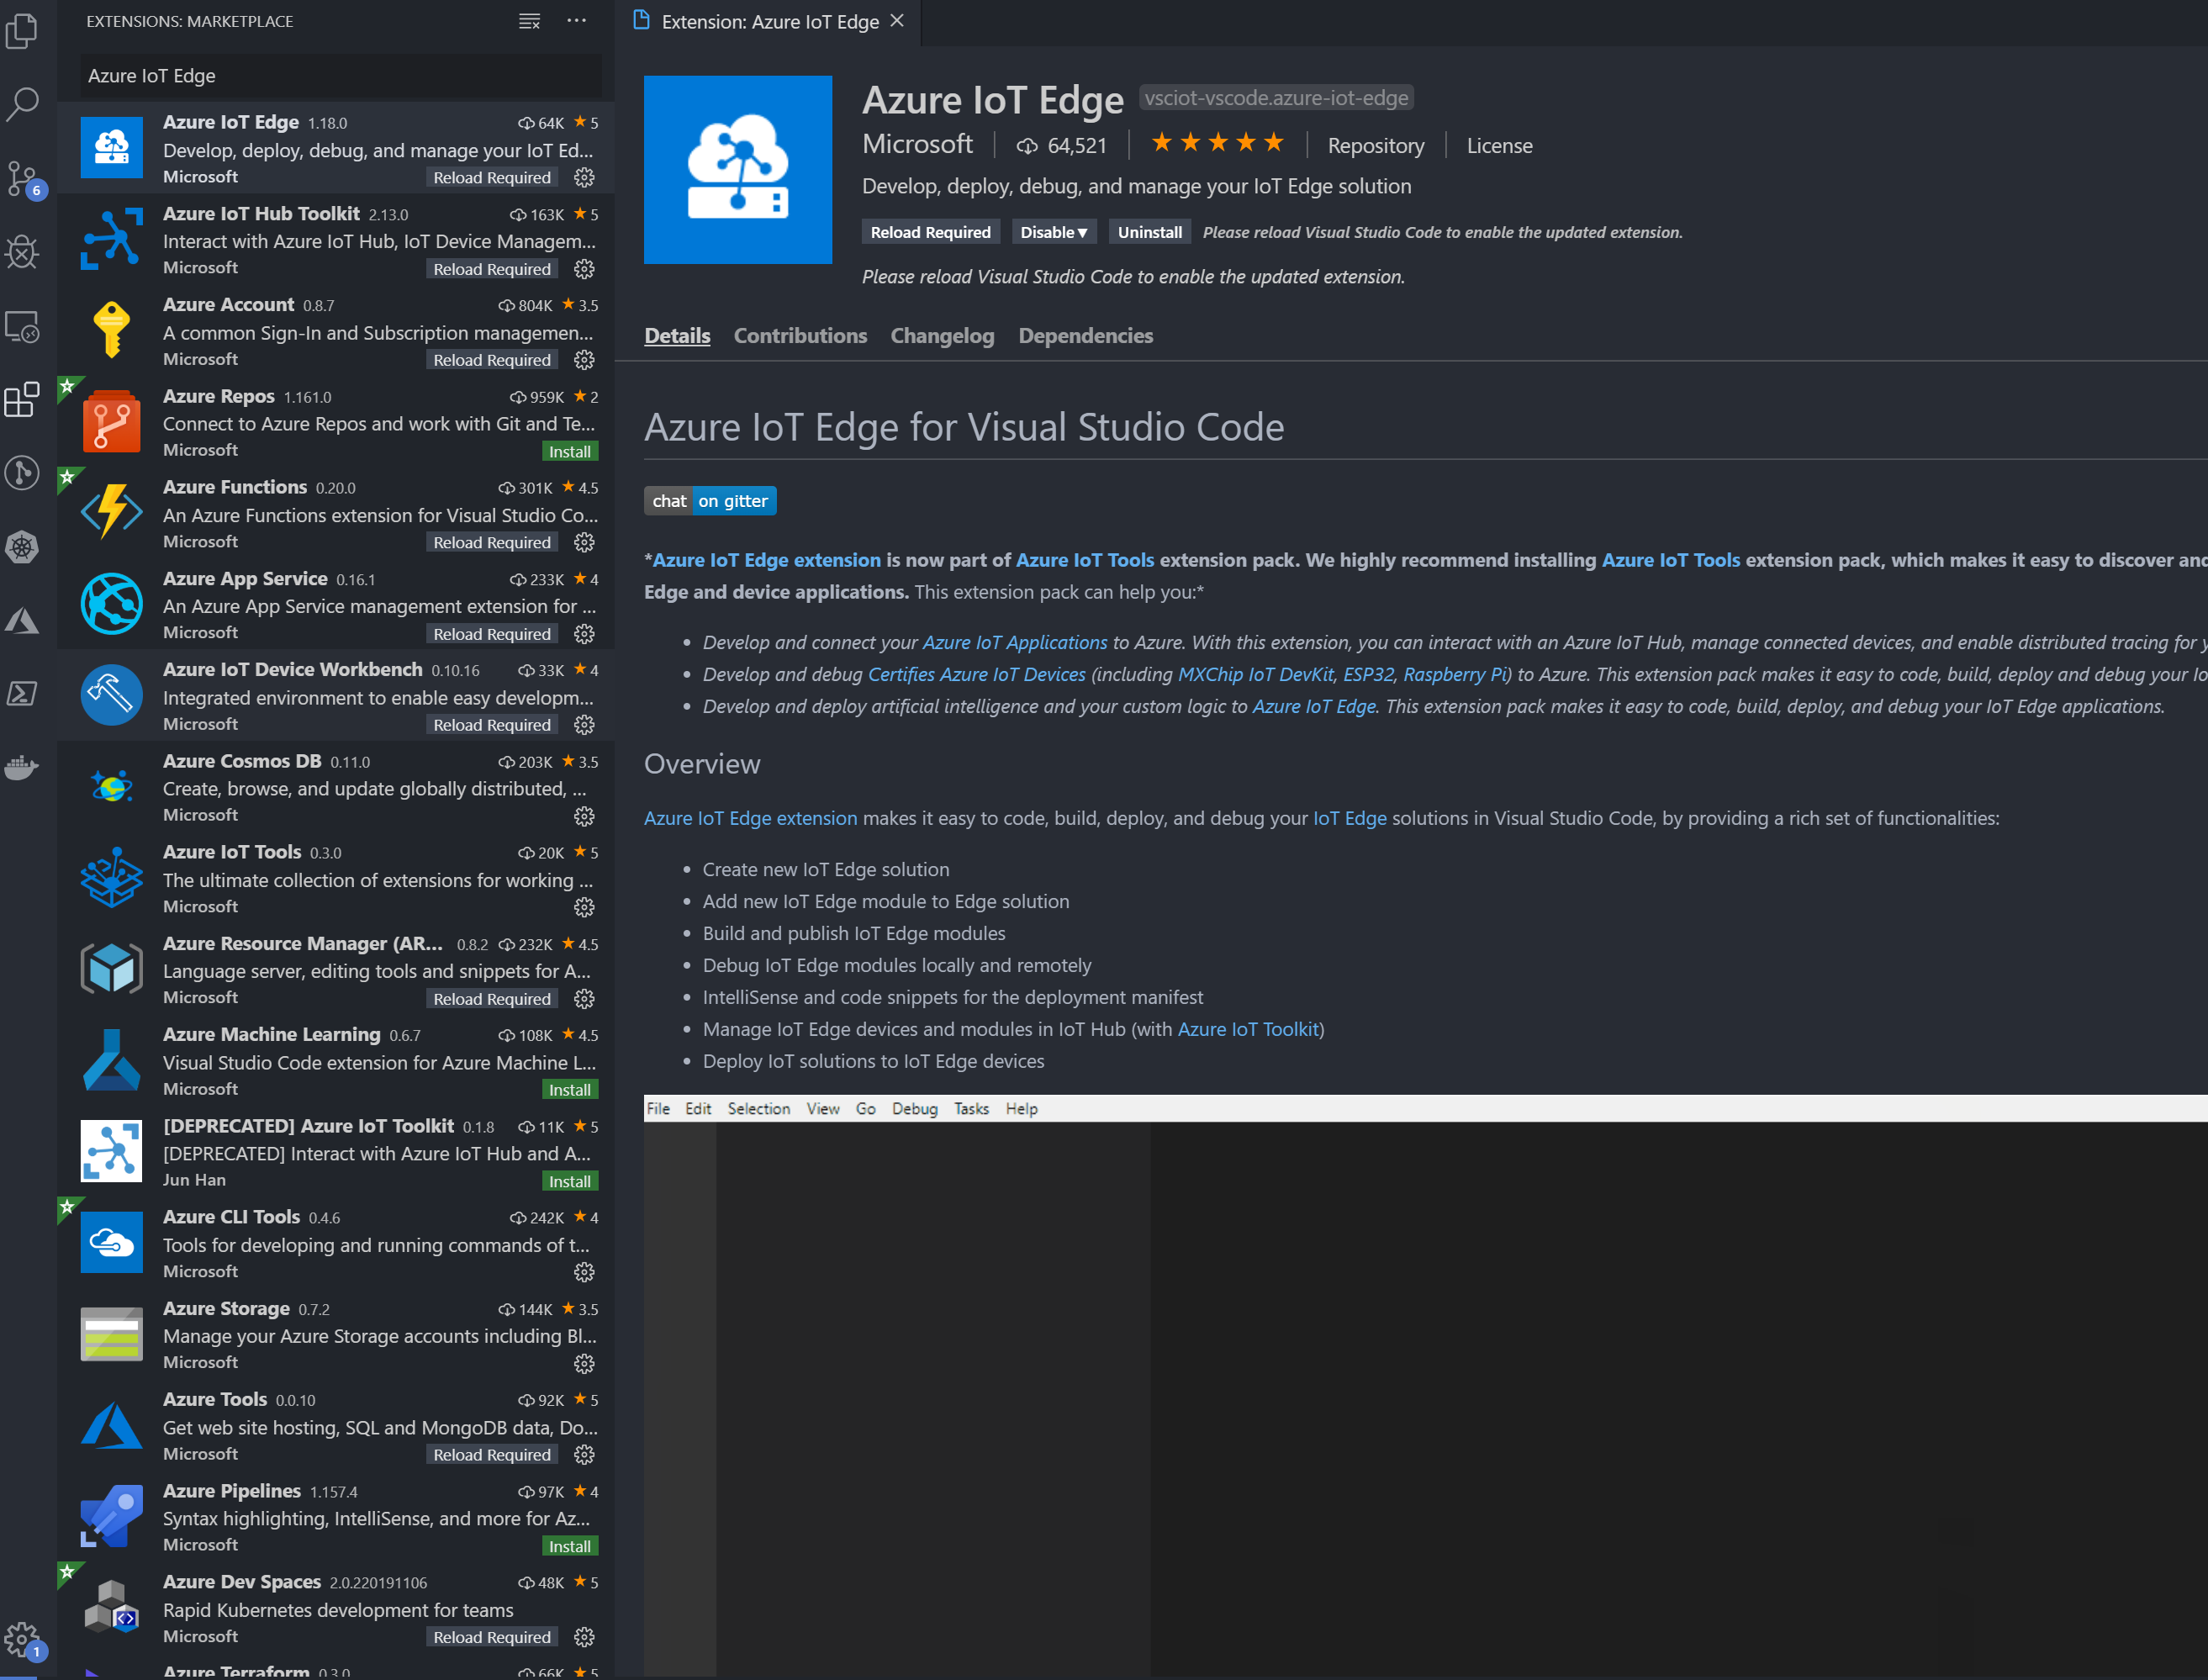 EXTENSIONS: MARKETPLACE
Azure IoT Edge
Azure IoT Edge 1.18.0 64K ★ 5
Develop, deploy, debug, and manage your IoT Ed...
Microsoft Reload Required
Azure IoT Hub Toolkit 2.13.0 163K ★ 5
Interact with Azure IoT Hub, IoT Device Managem...
Microsoft Reload Required
Azure Account 0.8.7 804K ★ 3.5
A common Sign-In and Subscription managemen...
Microsoft Reload Required
Azure Repos 1.161.0 959K ★ 2
Connect to Azure Repos and work with Git and Te...
Microsoft Install
Azure Functions 0.20.0 301K ★ 4.5
An Azure Functions extension for Visual Studio Co...
Microsoft Reload Required
Azure App Service 0.16.1 233K ★ 4
An Azure App Service management extension for ...
Microsoft Reload Required
Azure IoT Device Workbench 0.10.16 33K ★ 4
Integrated environment to enable easy developm...
Microsoft Reload Required
Azure Cosmos DB 0.11.0 203K ★ 3.5
Create, browse, and update globally distributed, ...
Microsoft
Azure IoT Tools 0.3.0 20K ★ 5
The ultimate collection of extensions for working ...
Microsoft
Azure Resource Manager (AR... 0.8.2 232K ★ 4.5
Language server, editing tools and snippets for A...
Microsoft Reload Required
Azure Machine Learning 0.6.7 108K ★ 4.5
Visual Studio Code extension for Azure Machine L...
Microsoft Install
[DEPRECATED] Azure IoT Toolkit 0.1.8 11K ★ 5
[DEPRECATED] Interact with Azure IoT Hub and A...
Jun Han Install
Azure CLI Tools 0.4.6 242K ★ 4
Tools for developing and running commands of t...
Microsoft
Azure Storage 0.7.2 144K ★ 3.5
Manage your Azure Storage accounts including Bl...
Microsoft
Azure Tools 0.0.10 92K ★ 5
Get web site hosting, SQL and MongoDB data, Do...
Microsoft Reload Required
Azure Pipelines 1.157.4 97K ★ 4
Syntax highlighting, IntelliSense, and more for Az...
Microsoft Install
Azure Dev Spaces 2.0.220191106 48K ★ 5
Rapid Kubernetes development for teams
Microsoft Reload Required
Azure Terraform 0.3.0 66K ★ 5
6
1
Extension: Azure IoT Edge
Azure IoT Edge vsciot-vscode.azure-iot-edge
Microsoft 64,521 ★★★★★ Repository License
Develop, deploy, debug, and manage your IoT Edge solution
Reload Required Disable▼ Uninstall Please reload Visual Studio Code to enable the updated extension.
Please reload Visual Studio Code to enable the updated extension.
Details Contributions Changelog Dependencies
Azure IoT Edge for Visual Studio Code
chat on gitter
*Azure IoT Edge extension is now part of Azure IoT Tools extension pack. We highly recommend installing Azure IoT Tools extension pack, which makes it easy to discover and
Edge and device applications. This extension pack can help you:*
• Develop and connect your Azure IoT Applications to Azure. With this extension, you can interact with an Azure IoT Hub, manage connected devices, and enable distributed tracing for y
• Develop and debug Certifies Azure IoT Devices (including MXChip IoT DevKit, ESP32, Raspberry Pi) to Azure. This extension pack makes it easy to code, build, deploy and debug your Io
• Develop and deploy artificial intelligence and your custom logic to Azure IoT Edge. This extension pack makes it easy to code, build, deploy, and debug your IoT Edge applications.
Overview
Azure IoT Edge extension makes it easy to code, build, deploy, and debug your IoT Edge solutions in Visual Studio Code, by providing a rich set of functionalities:
• Create new IoT Edge solution
• Add new IoT Edge module to Edge solution
• Build and publish IoT Edge modules
• Debug IoT Edge modules locally and remotely
• IntelliSense and code snippets for the deployment manifest
• Manage IoT Edge devices and modules in IoT Hub (with Azure IoT Toolkit)
• Deploy IoT solutions to IoT Edge devices
File Edit Selection View Go Debug Tasks Help